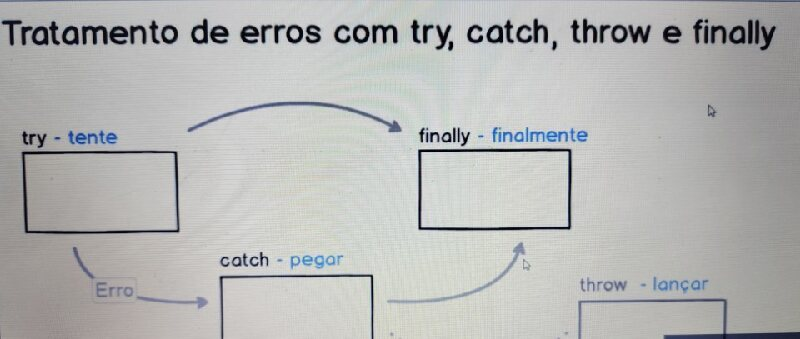 Tratamento de erros com try, catch, throw e finally
try - tente
finally - finalmente
catch - pegar
Erro
throw - lançar